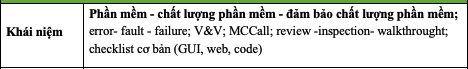 Khái niệm
Phần mềm - chất lượng phần mềm - đảm bảo chất lượng phần mềm;
error- fault - failure; V&V; MCCall; review -inspection- walkthrought;
checklist cơ bản (GUI, web, code)